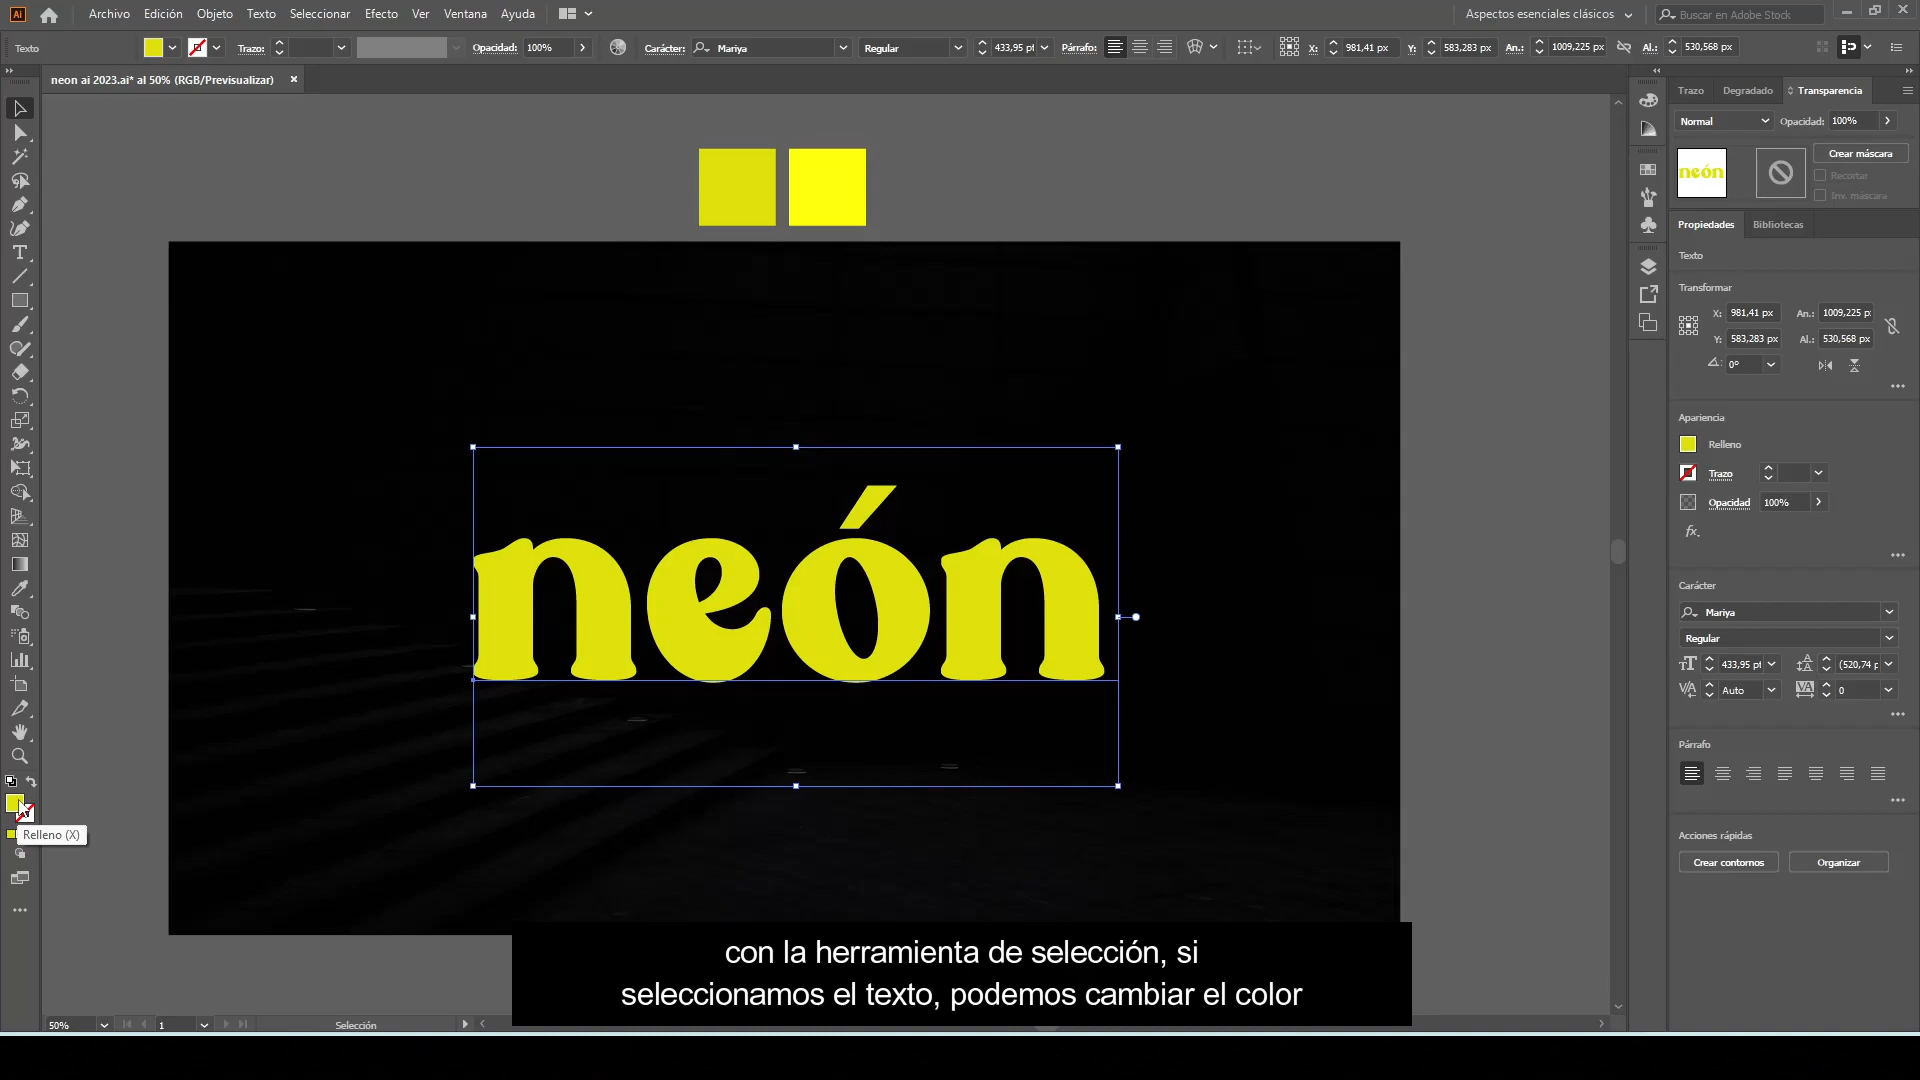 Ai Archivo Edición Objeto Texto Seleccionar Efecto Ver Ventana Ayuda Aspectos esenciales clásicos Buscar en Adobe Stock
Texto Trazo: Opacidad: 100% Carácter: Mariya Regular 433,95 pt Párrafo: X: 981,41 px Y: 583,283 px An.: 1009,225 px Al.: 530,568 px
neon ai 2023.ai* al 50% (RGB/Previsualizar)
Trazo Degradado Transparencia
Normal Opacidad: 100%
Crear máscara
neón
Recortar
Inv. máscara
Propiedades Bibliotecas
Texto
Transformar
X: 981,41 px An.: 1009,225 p
Y: 583,283 px Al.: 530,568 px
0°
Apariencia
Relleno
Trazo
Opacidad 100%
fx.
neón
Carácter
Mariya
Regular
433,95 pt (520,74 p
Auto 0
Párrafo
Relleno (X)
Acciones rápidas
Crear contornos Organizar
con la herramienta de selección, si
seleccionamos el texto, podemos cambiar el color
50% 1 Selección